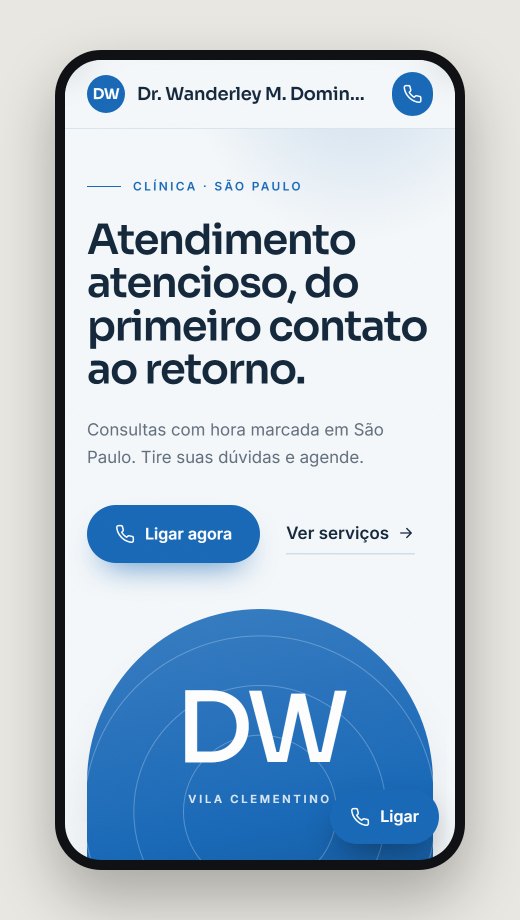 DW Dr. Wanderley M. Domin...
CLÍNICA · SÃO PAULO
Atendimento
atencioso, do
primeiro contato
ao retorno.
Consultas com hora marcada em São
Paulo. Tire suas dúvidas e agende.
Ligar agora
Ver serviços →
DW
VILA CLEMENTINO
Ligar